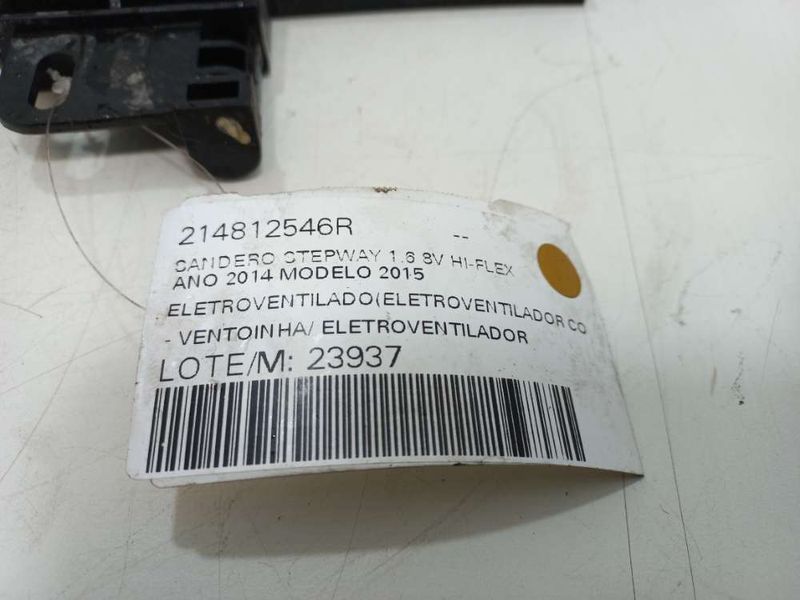 214812546R --
SANDERO STEPWAY 1.6 8V HI-FLEX
ANO 2014 MODELO 2015
ELETROVENTILADO(ELETROVENTILADOR CO
- VENTOINHA/ ELETROVENTILADOR
LOTE/M: 23937